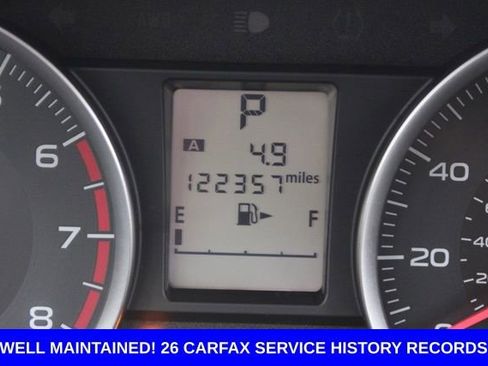 P
A 4.9
122357 miles
E F
6
7
8
40
20
WELL MAINTAINED! 26 CARFAX SERVICE HISTORY RECORDS